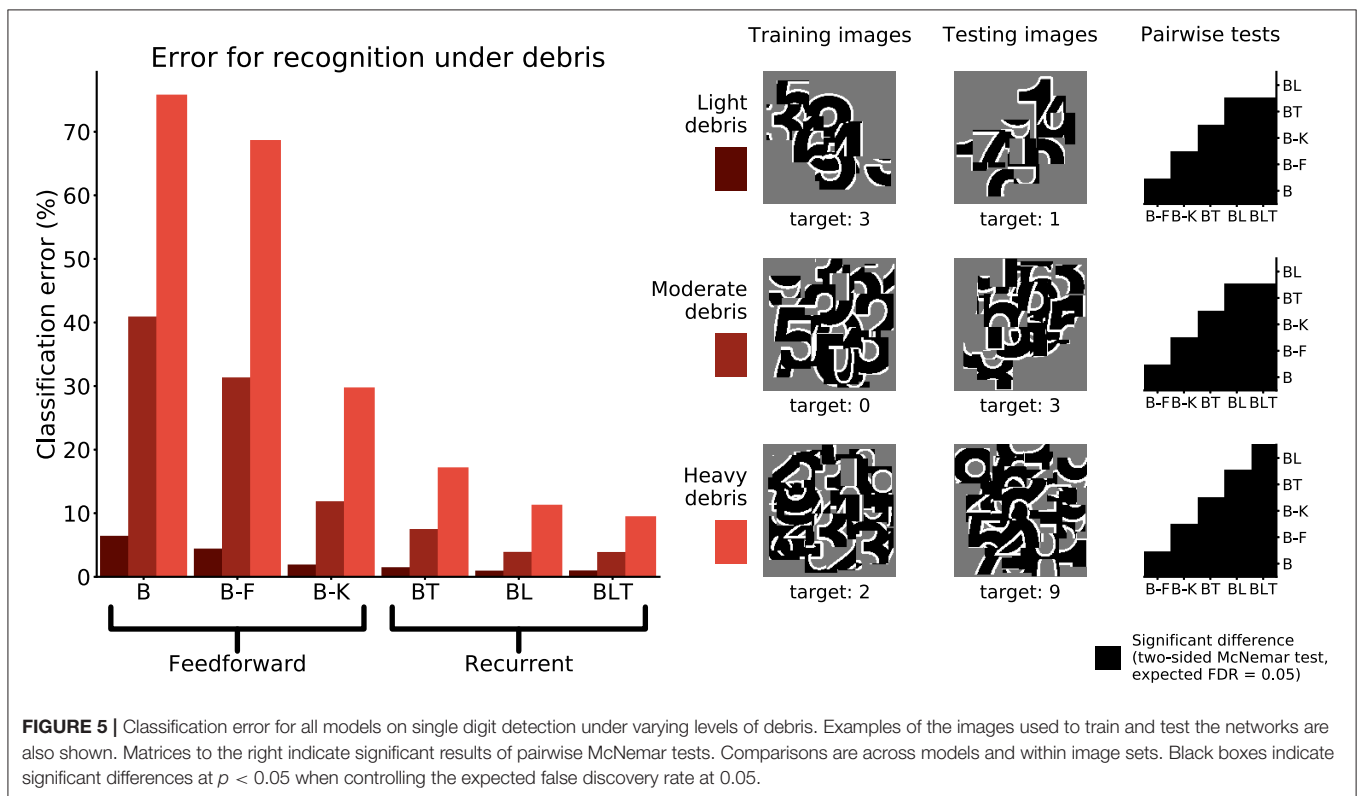 Error for recognition under debris
Classification error (%)
70
60
50
40
30
20
10
0
B B-F B-K BT BL BLT
Feedforward Recurrent
Training images Testing images Pairwise tests
Light
debris
target: 3 target: 1
BL
BT
B-K
B-F
B
B-F B-K BT BL BLT
Moderate
debris
target: 0 target: 3
BL
BT
B-K
B-F
B
B-F B-K BT BL BLT
Heavy
debris
target: 2 target: 9
BL
BT
B-K
B-F
B
B-F B-K BT BL BLT
Significant difference
(two-sided McNemar test,
expected FDR = 0.05)
FIGURE 5 | Classification error for all models on single digit detection under varying levels of debris. Examples of the images used to train and test the networks are
also shown. Matrices to the right indicate significant results of pairwise McNemar tests. Comparisons are across models and within image sets. Black boxes indicate
significant differences at p < 0.05 when controlling the expected false discovery rate at 0.05.